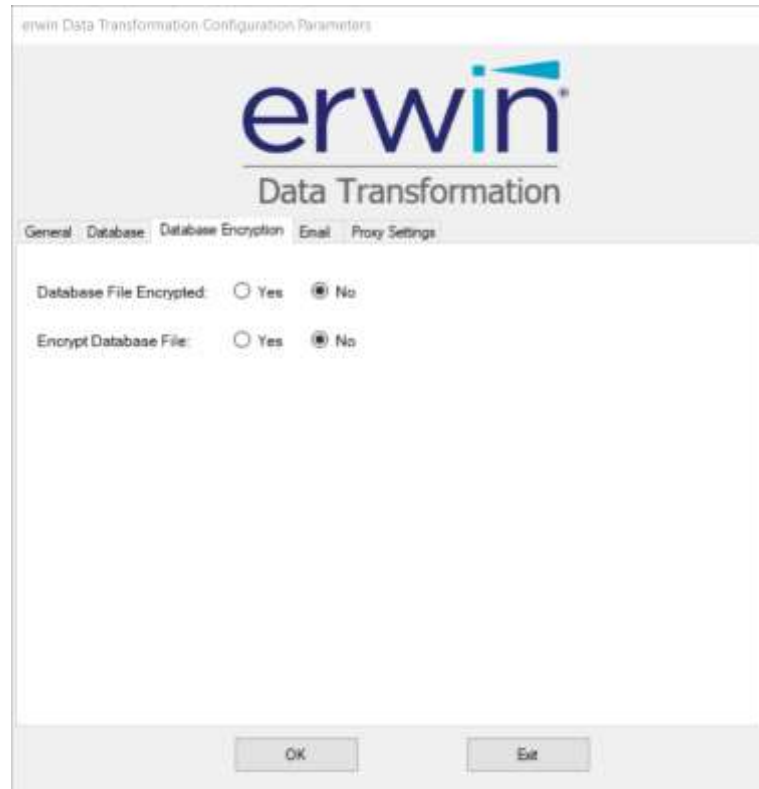 erwin Data Transformation Configuration Parameters
erwin®
Data Transformation
General Database Database Encryption Email Proxy Settings
Database File Encrypted: Yes No
Encrypt Database File: Yes No
OK Exit